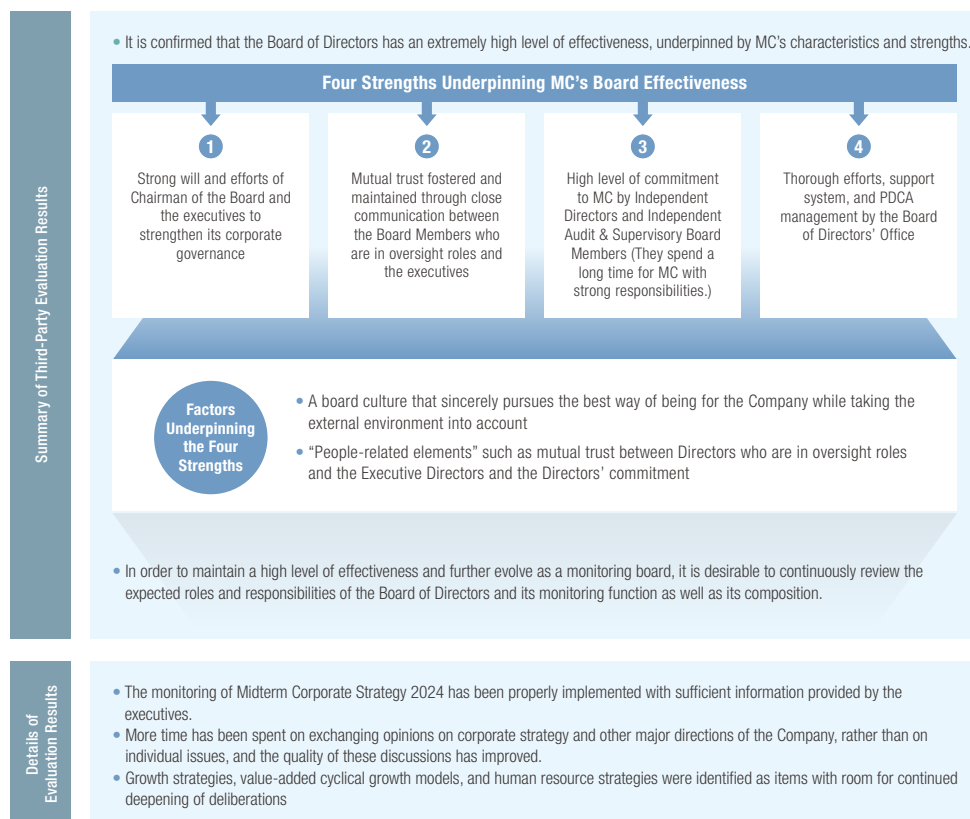 Summary of Third-Party Evaluation Results
• It is confirmed that the Board of Directors has an extremely high level of effectiveness, underpinned by MC's characteristics and strengths.
Four Strengths Underpinning MC's Board Effectiveness
1
Strong will and efforts of
Chairman of the Board and
the executives to
strengthen its corporate
governance
2
Mutual trust fostered and
maintained through close
communication between
the Board Members who
are in oversight roles and
the executives
3
High level of commitment
to MC by Independent
Directors and Independent
Audit & Supervisory Board
Members (They spend a
long time for MC with
strong responsibilities.)
4
Thorough efforts, support
system, and PDCA
management by the Board
of Directors' Office
Factors
Underpinning
the Four
Strengths
• A board culture that sincerely pursues the best way of being for the Company while taking the
external environment into account
• “People-related elements” such as mutual trust between Directors who are in oversight roles
and the Executive Directors and the Directors' commitment
• In order to maintain a high level of effectiveness and further evolve as a monitoring board, it is desirable to continuously review the
expected roles and responsibilities of the Board of Directors and its monitoring function as well as its composition.
Details of
Evaluation Results
• The monitoring of Midterm Corporate Strategy 2024 has been properly implemented with sufficient information provided by the
executives.
• More time has been spent on exchanging opinions on corporate strategy and other major directions of the Company, rather than on
individual issues, and the quality of these discussions has improved.
• Growth strategies, value-added cyclical growth models, and human resource strategies were identified as items with room for continued
deepening of deliberations